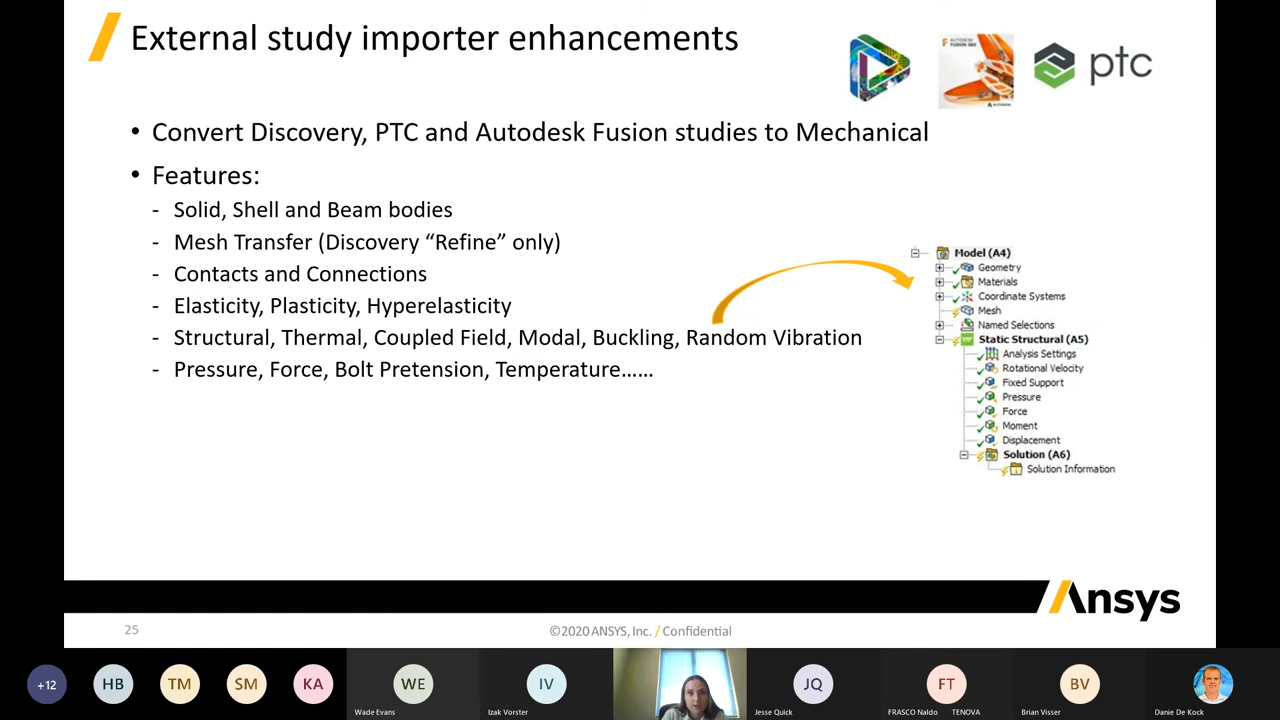 External study importer enhancements
AUTODESK
FUSION 360
ptc
• Convert Discovery, PTC and Autodesk Fusion studies to Mechanical
• Features:
- Solid, Shell and Beam bodies
- Mesh Transfer (Discovery “Refine” only)
- Contacts and Connections
- Elasticity, Plasticity, Hyperelasticity
- Structural, Thermal, Coupled Field, Modal, Buckling, Random Vibration
- Pressure, Force, Bolt Pretension, Temperature……
Model (A4)
Geometry
Materials
Coordinate Systems
Mesh
Named Selections
Static Structural (A5)
Analysis Settings
Rotational Velocity
Fixed Support
Pressure
Force
Moment
Displacement
Solution (A6)
Solution Information
Ansys
25
©2020 ANSYS, Inc. / Confidential
+12
HB
TM
SM
KA
WE
IV
JQ
FT
BV
Wade Evans
Izak Vorster
Jesse Quick
FRASCO Naldo TENOVA
Brian Visser
Danie De Kock